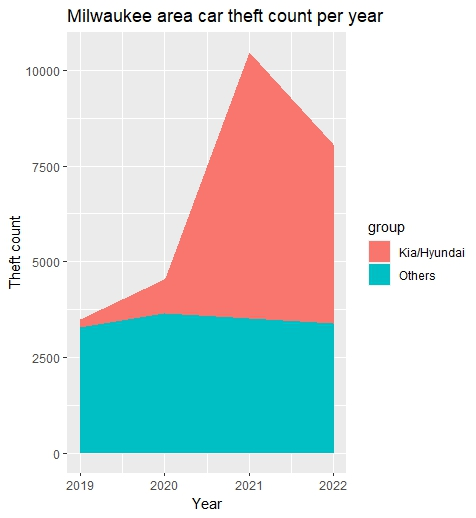 Milwaukee area car theft count per year
10000
7500
5000
2500
0
Theft count
2019 2020 2021 2022
Year
group
Kia/Hyundai
Others